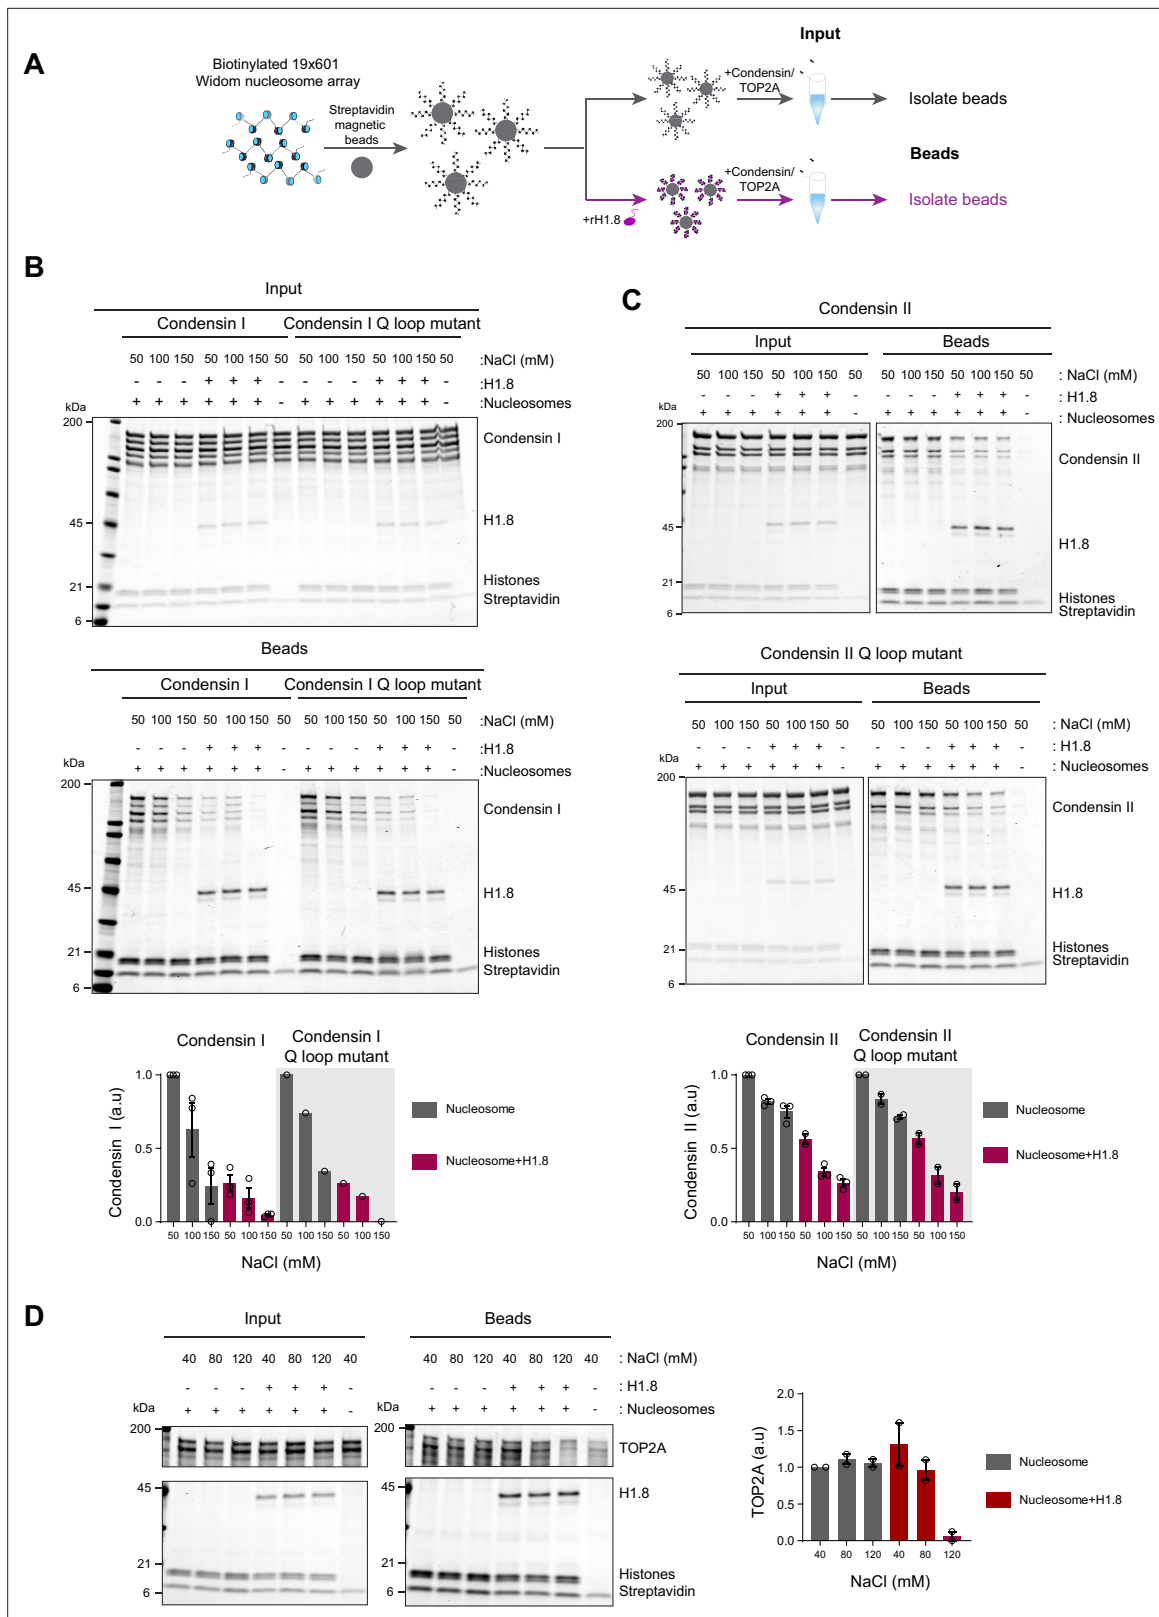 A
Biotinylated 19x601
Widom nucleosome array
Streptavidin
magnetic
beads
Input
+Condensin/
TOP2A
Isolate beads
Beads
+rH1.8
+Condensin/
TOP2A
Isolate beads
B
Input
Condensin I Condensin I Q loop mutant
50 100 150 50 100 150 50 50 100 150 50 100 150 50 :NaCl (mM)
- - - + + + - - - - + + + - :H1.8
+ + + + + + - + + + + + + - :Nucleosomes
kDa
200
Condensin I
45
H1.8
21
Histones
Streptavidin
6
Beads
Condensin I Condensin I Q loop mutant
50 100 150 50 100 150 50 50 100 150 50 100 150 50 :NaCl (mM)
- - - + + + - - - - + + + - :H1.8
kDa
+ + + + + + - + + + + + + - :Nucleosomes
200
Condensin I
45
H1.8
21
Histones
Streptavidin
6
Condensin I
Condensin I
Q loop mutant
Condensin I (a.u)
1.0
0.5
0.0
50 100 150 50 100 150 50 100 150 50 100 150
NaCl (mM)
Nucleosome
Nucleosome+H1.8
C
Condensin II
Input Beads
50 100 150 50 100 150 50 50 100 150 50 100 150 50 : NaCl (mM)
- - - + + + - - - - + + + - : H1.8
+ + + + + + - + + + + + + - : Nucleosomes
kDa
200
Condensin II
45
H1.8
21
Histones
Streptavidin
6
Condensin II Q loop mutant
Input Beads
50 100 150 50 100 150 50 50 100 150 50 100 150 50 : NaCl (mM)
- - - + + + - - - - + + + - : H1.8
kDa
+ + + + + + - + + + + + + - : Nucleosomes
200
Condensin II
45
H1.8
21
Histones
Streptavidin
6
Condensin II
Condensin II
Q loop mutant
Condensin II (a.u)
1.0
0.5
0.0
50 100 150 50 100 150 50 100 150 50 100 150
NaCl (mM)
Nucleosome
Nucleosome+H1.8
D
Input Beads
40 80 120 40 80 120 40 40 80 120 40 80 120 40 : NaCl (mM)
- - - + + + - - - - + + + - : H1.8
kDa + + + + + + - kDa + + + + + + - : Nucleosomes
200 200
TOP2A
45 45
H1.8
21 21
Histones
6 6
Streptavidin
TOP2A (a.u)
2.0
1.5
1.0
0.5
0.0
40 80 120 40 80 120
NaCl (mM)
Nucleosome
Nucleosome+H1.8